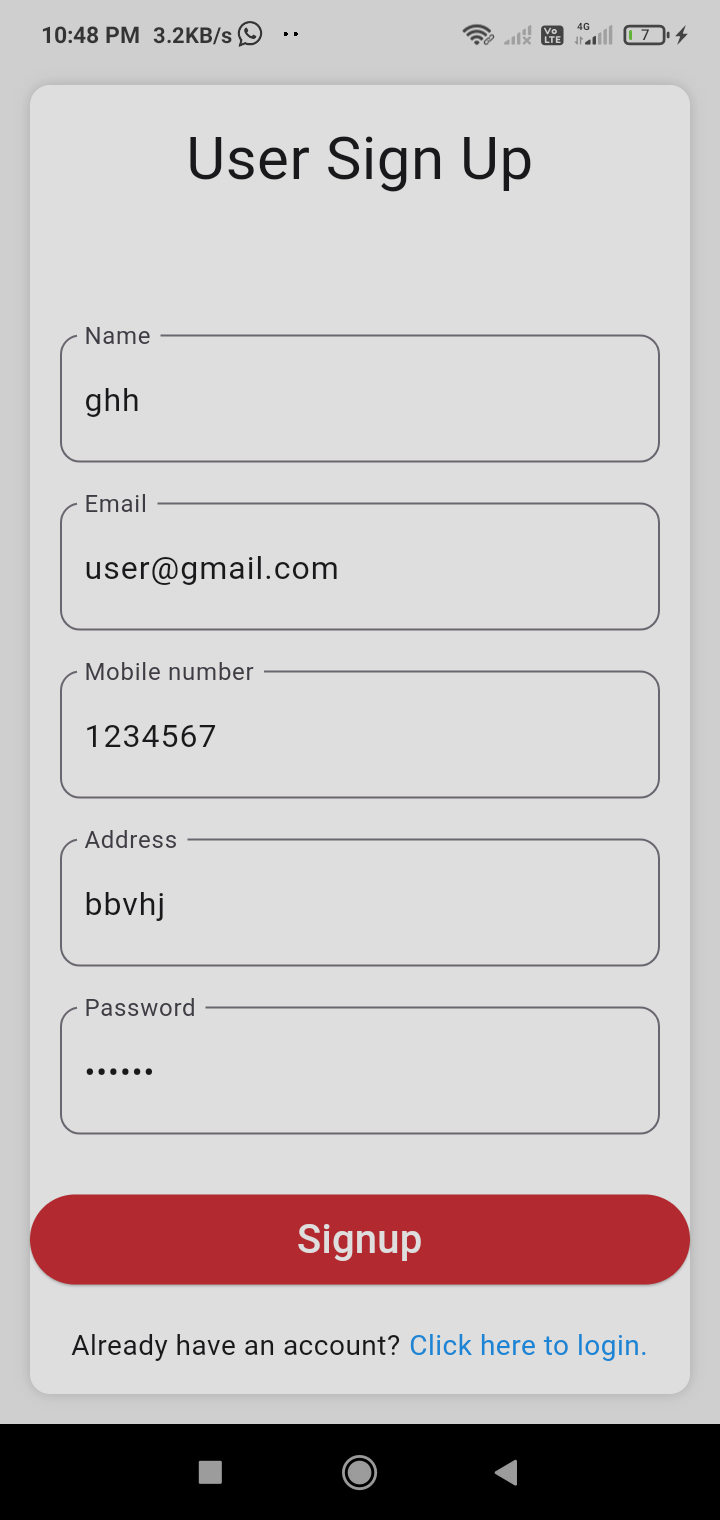 10:48 PM 3.2KB/s Vo LTE 4G 7
User Sign Up
Name
ghh
Email
user@gmail.com
Mobile number
1234567
Address
bbvhj
Password
••••••
Signup
Already have an account? Click here to login.